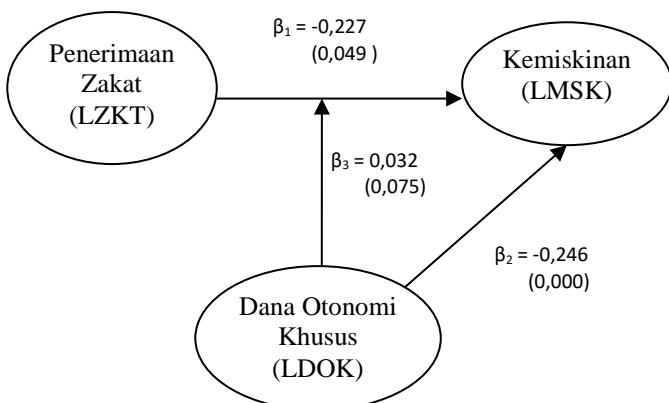 β₁ = -0,227
(0,049 )
Penerimaan
Zakat
(LZKT)
Kemiskinan
(LMSK)
β₃ = 0,032
(0,075)
β₂ = -0,246
(0,000)
Dana Otonomi
Khusus
(LDOK)